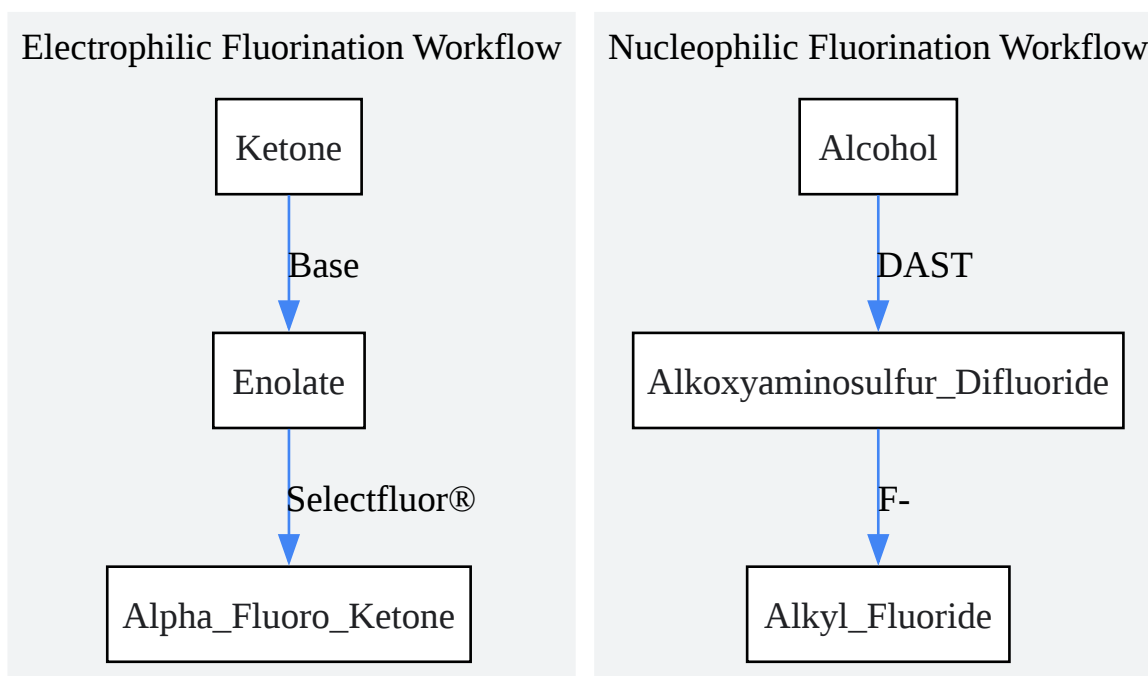 Electrophilic Fluorination Workflow
Ketone
Base
Enolate
Selectfluor®
Alpha_Fluoro_Ketone
Nucleophilic Fluorination Workflow
Alcohol
DAST
Alkoxyaminosulfur_Difluoride
F-
Alkyl_Fluoride